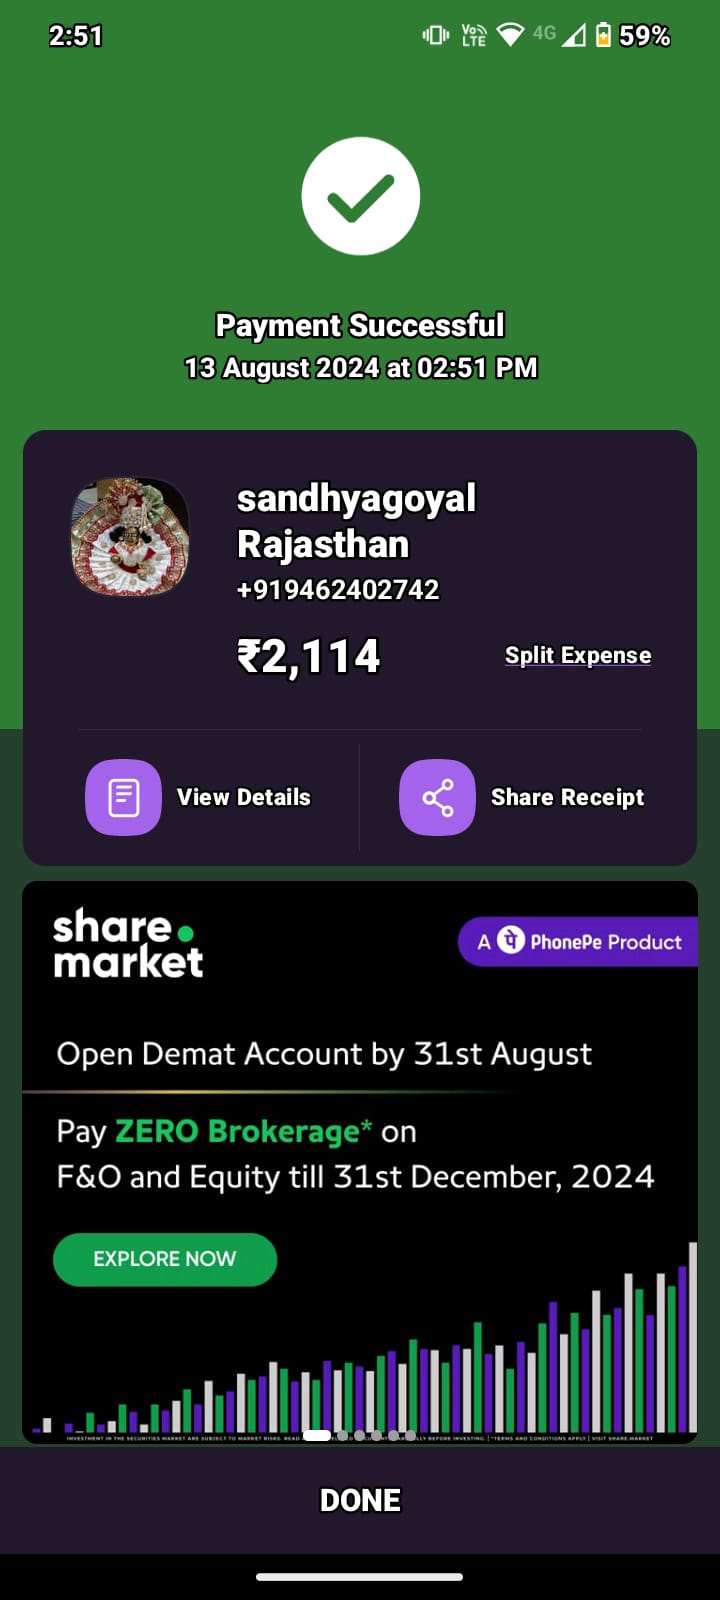 2:51
Vo LTE 4G 59%
Payment Successful
13 August 2024 at 02:51 PM
sandhyagoyal
Rajasthan
+919462402742
₹2,114
Split Expense
View Details
Share Receipt
share.
market
A पे PhonePe Product
Open Demat Account by 31st August
Pay ZERO Brokerage* on
F&O and Equity till 31st December, 2024
EXPLORE NOW
INVESTMENT IN THE SECURITIES MARKET ARE SUBJECT TO MARKET RISKS. READ BEFORE INVESTING. | *TERMS AND CONDITIONS APPLY | VISIT SHARE.MARKET
DONE